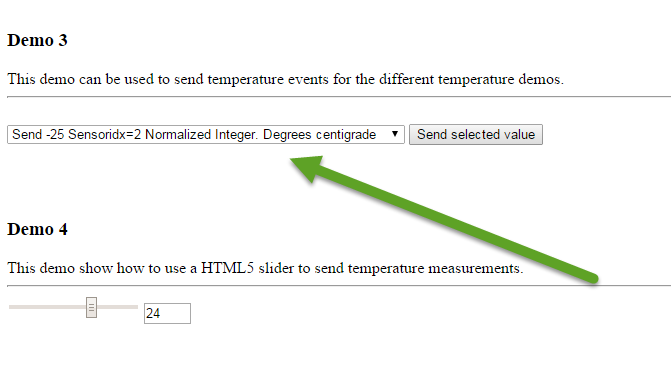 Demo 3
This demo can be used to send temperature events for the different temperature demos.
Send -25 Sensoridx=2 Normalized Integer. Degrees centigrade Send selected value
Demo 4
This demo show how to use a HTML5 slider to send temperature measurements.
24